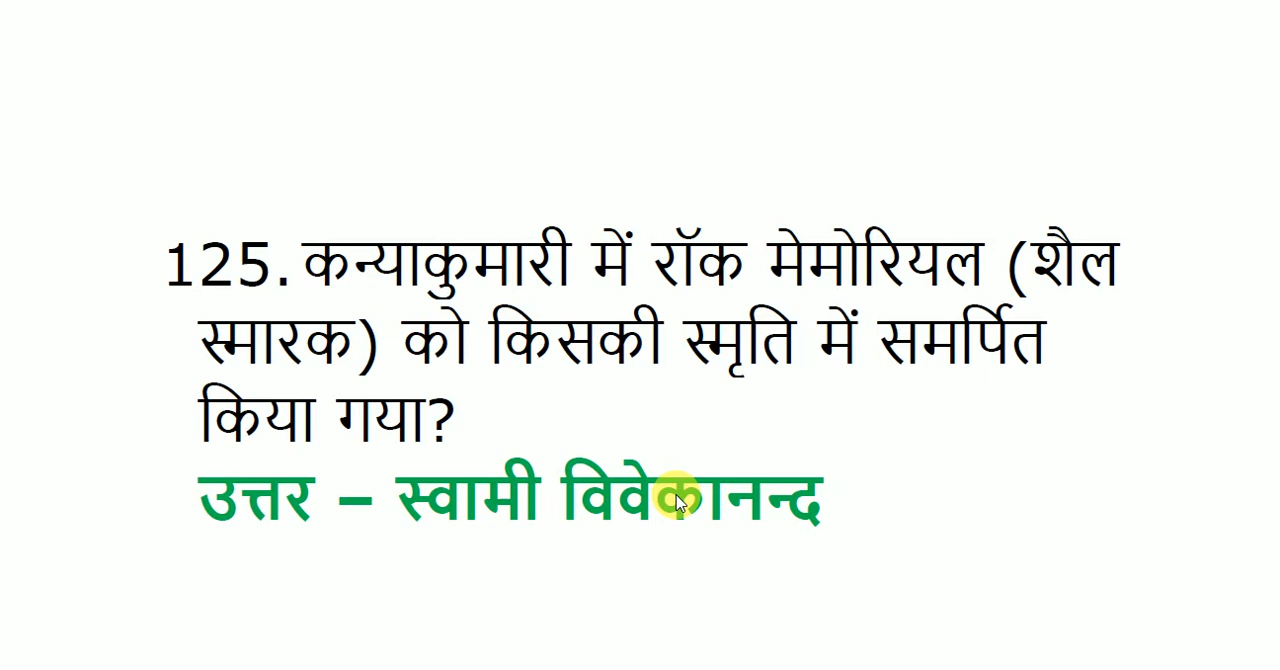 125. कन्याकुमारी में रॉक मेमोरियल (शैल
स्मारक) को किसकी स्मृति में समर्पित
किया गया?
उत्तर – स्वामी विवेकानन्द